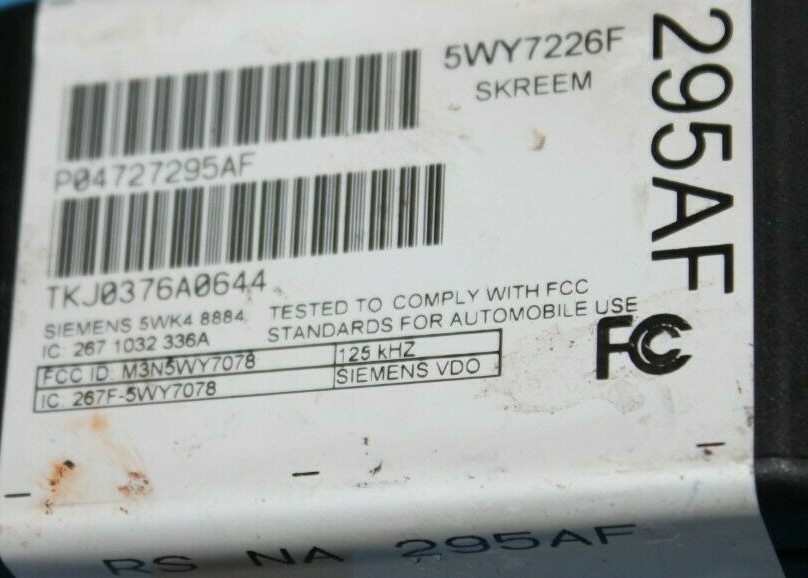 5WY7226F
SKREEM
P04727295AF
TKJ0376A0644
SIEMENS 5WK4 8884
IC: 267 1032 336A
TESTED TO COMPLY WITH FCC
STANDARDS FOR AUTOMOBILE USE
FCC ID: M3N5WY7078
125 kHZ
IC: 267F-5WY7078
SIEMENS VDO
FC
295AF
RS NA 295AF